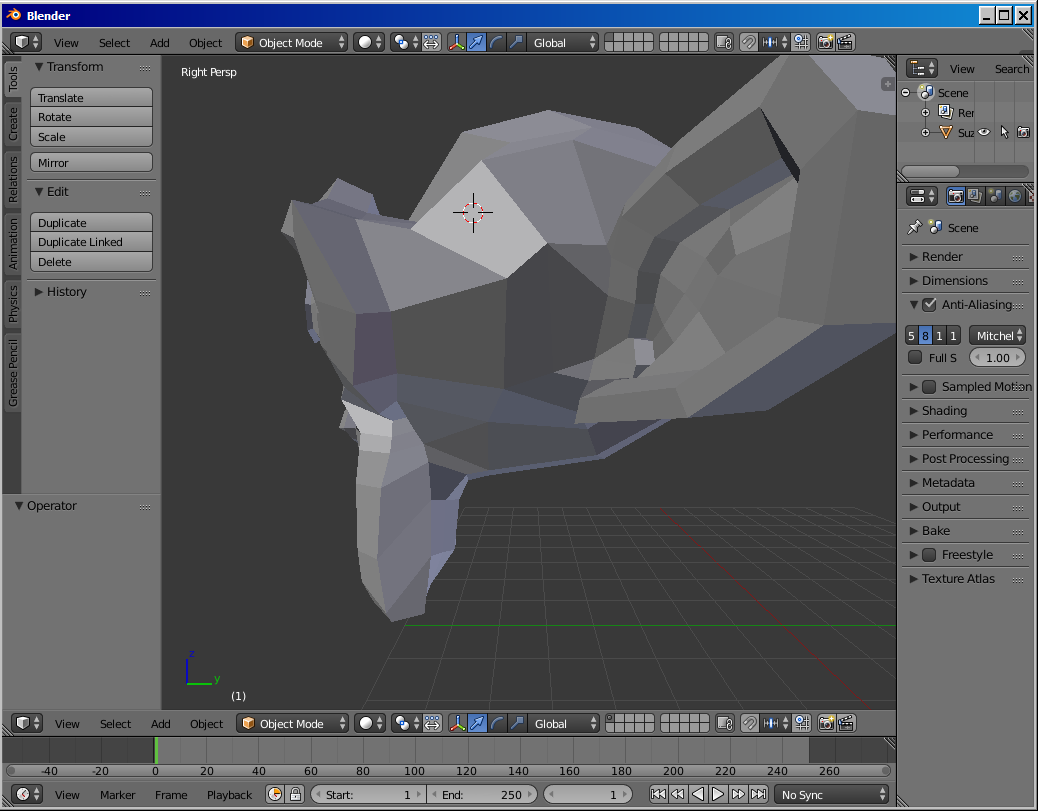 Blender
View Select Add Object Object Mode Global
View Search
Tools
Create
Relations
Animation
Physics
Grease Pencil
Transform
Translate
Rotate
Scale
Mirror
Edit
Duplicate
Duplicate Linked
Delete
History
Operator
Right Persp
z
y
(1)
Scene
Rer
Suz
Scene
Render
Dimensions
Anti-Aliasing
5 8 1 1 Mitchel
Full S 1.00
Sampled Motion
Shading
Performance
Post Processing
Metadata
Output
Bake
Freestyle
Texture Atlas
View Select Add Object Object Mode Global
-40 -20 0 20 40 60 80 100 120 140 160 180 200 220 240 260
View Marker Frame Playback Start: 1 End: 250 1 No Sync